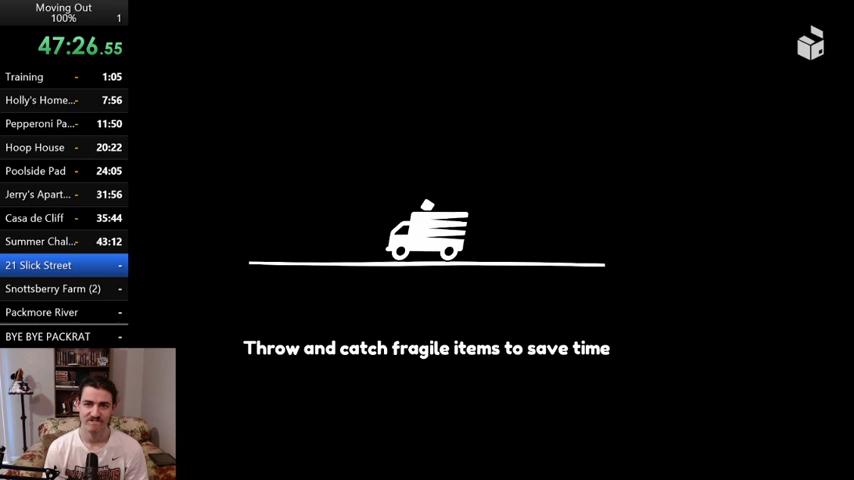 Moving Out
100% 1
47:26.55
Training - 1:05
Holly's Home...- 7:56
Pepperoni Pa...- 11:50
Hoop House - 20:22
Poolside Pad - 24:05
Jerry's Apart...- 31:56
Casa de Cliff - 35:44
Summer Chal...- 43:12
21 Slick Street -
Snottsberry Farm (2) -
Packmore River -
BYE BYE PACKRAT -
Throw and catch fragile items to save time